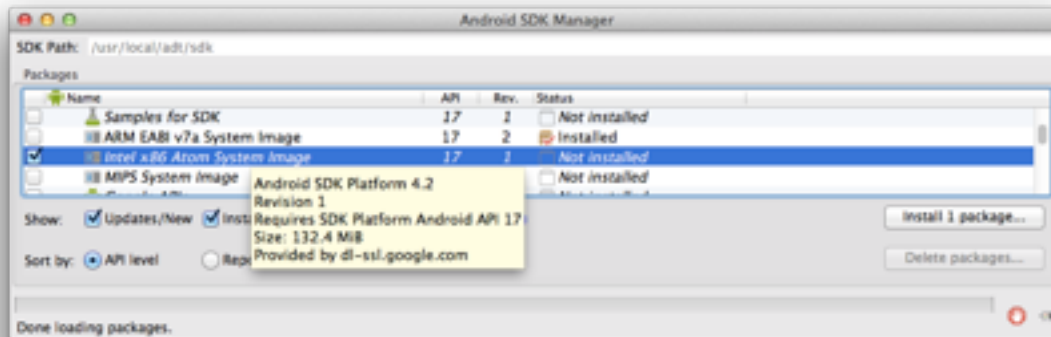 Android SDK Manager
SDK Path: /usr/local/adt/sdk
Packages
Name API Rev. Status
Samples for SDK 17 1 Not installed
ARM EABI v7a System Image 17 2 Installed
Intel x86 Atom System Image 17 1 Not installed
MIPS System Image Not installed
Android SDK Platform 4.2
Revision 1
Requires SDK Platform Android API 17
Size: 132.4 MiB
Provided by dl-ssl.google.com
Show: Updates/New Install 1 package...
Sort by: API level Delete packages...
Done loading packages.